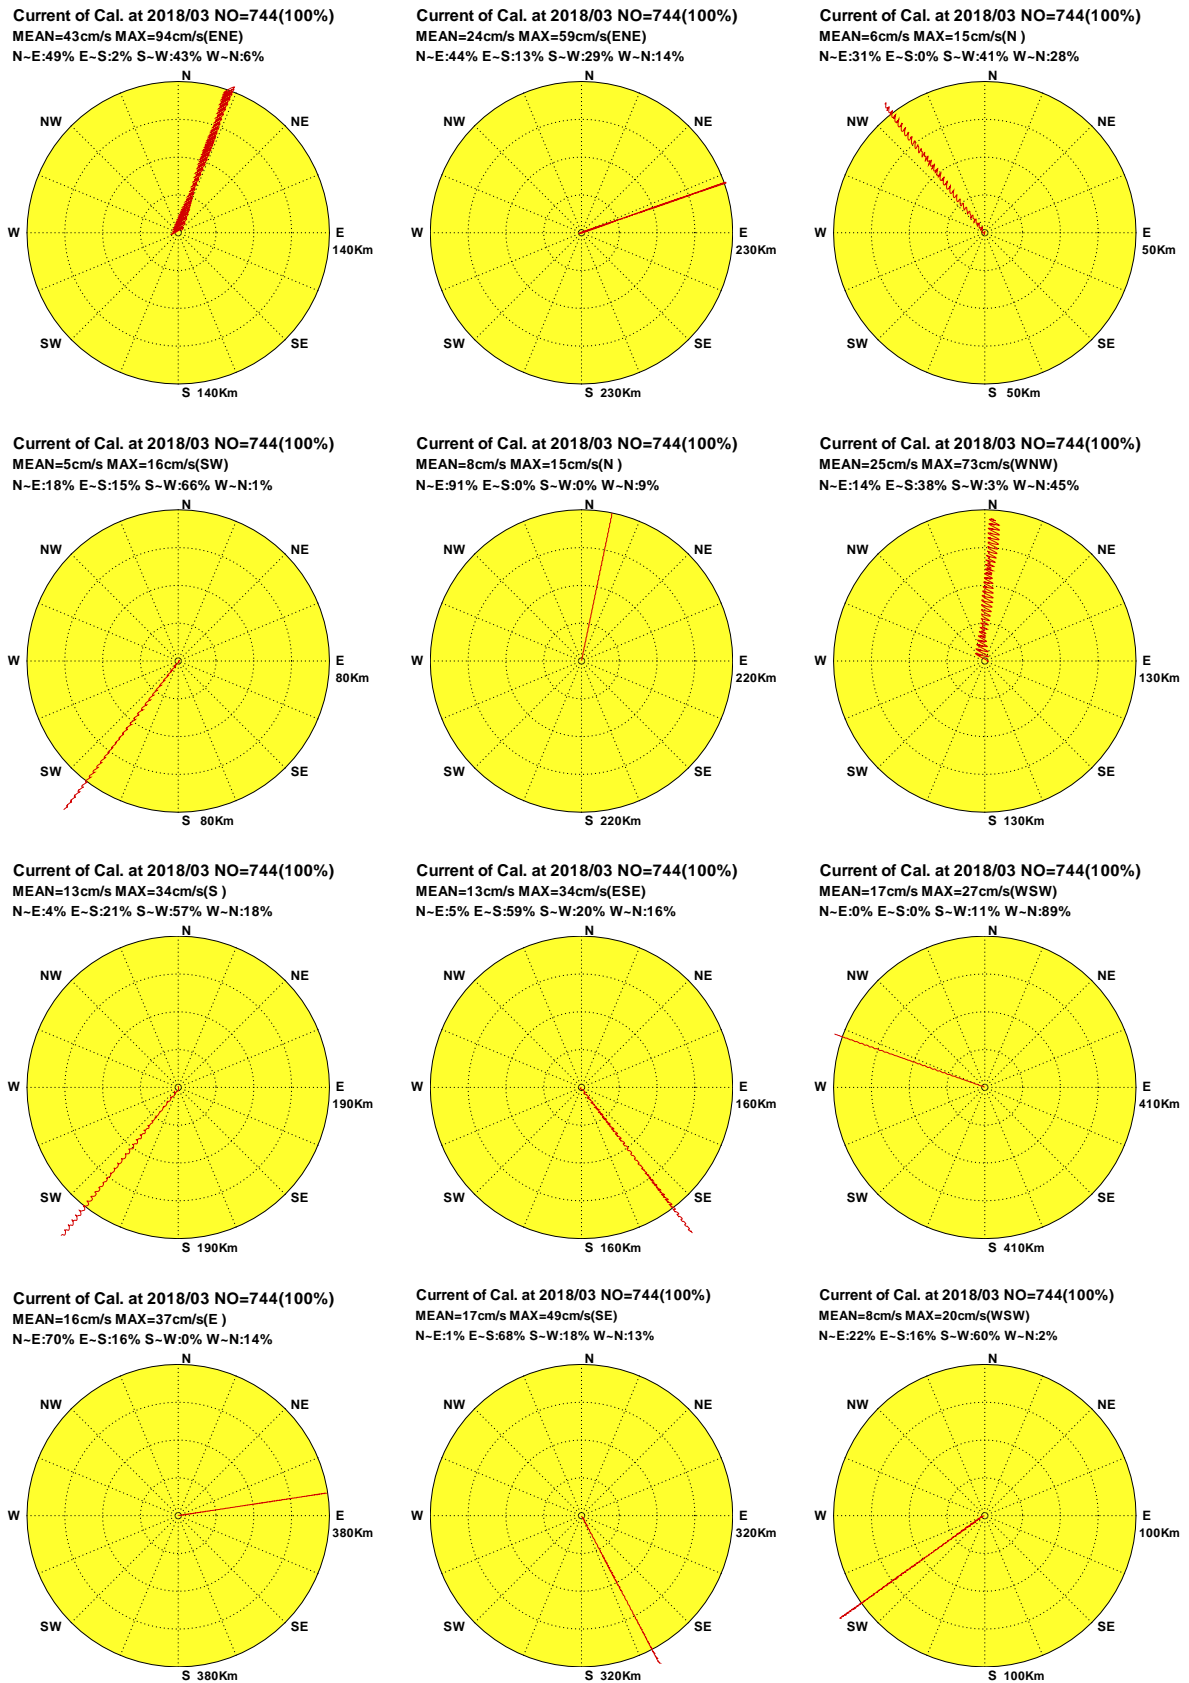 Current of Cal. at 2018/03 NO=744(100%)
MEAN=43cm/s MAX=94cm/s(ENE)
N~E:49% E~S:2% S~W:43% W~N:6%
N
NW
NE
W
E
140Km
SW
SE
S 140Km
Current of Cal. at 2018/03 NO=744(100%)
MEAN=24cm/s MAX=59cm/s(ENE)
N~E:44% E~S:13% S~W:29% W~N:14%
N
NW
NE
W
E
230Km
SW
SE
S 230Km
Current of Cal. at 2018/03 NO=744(100%)
MEAN=6cm/s MAX=15cm/s(N )
N~E:31% E~S:0% S~W:41% W~N:28%
N
NW
NE
W
E
50Km
SW
SE
S 50Km
Current of Cal. at 2018/03 NO=744(100%)
MEAN=5cm/s MAX=16cm/s(SW)
N~E:18% E~S:15% S~W:66% W~N:1%
N
NW
NE
W
E
80Km
SW
SE
S 80Km
Current of Cal. at 2018/03 NO=744(100%)
MEAN=8cm/s MAX=15cm/s(N )
N~E:91% E~S:0% S~W:0% W~N:9%
N
NW
NE
W
E
220Km
SW
SE
S 220Km
Current of Cal. at 2018/03 NO=744(100%)
MEAN=25cm/s MAX=73cm/s(WNW)
N~E:14% E~S:38% S~W:3% W~N:45%
N
NW
NE
W
E
130Km
SW
SE
S 130Km
Current of Cal. at 2018/03 NO=744(100%)
MEAN=13cm/s MAX=34cm/s(S )
N~E:4% E~S:21% S~W:57% W~N:18%
N
NW
NE
W
E
190Km
SW
SE
S 190Km
Current of Cal. at 2018/03 NO=744(100%)
MEAN=13cm/s MAX=34cm/s(ESE)
N~E:5% E~S:59% S~W:20% W~N:16%
N
NW
NE
W
E
160Km
SW
SE
S 160Km
Current of Cal. at 2018/03 NO=744(100%)
MEAN=17cm/s MAX=27cm/s(WSW)
N~E:0% E~S:0% S~W:11% W~N:89%
N
NW
NE
W
E
410Km
SW
SE
S 410Km
Current of Cal. at 2018/03 NO=744(100%)
MEAN=16cm/s MAX=37cm/s(E )
N~E:70% E~S:16% S~W:0% W~N:14%
N
NW
NE
W
E
380Km
SW
SE
S 380Km
Current of Cal. at 2018/03 NO=744(100%)
MEAN=17cm/s MAX=49cm/s(SE)
N~E:1% E~S:68% S~W:18% W~N:13%
N
NW
NE
W
E
320Km
SW
SE
S 320Km
Current of Cal. at 2018/03 NO=744(100%)
MEAN=8cm/s MAX=20cm/s(WSW)
N~E:22% E~S:16% S~W:60% W~N:2%
N
NW
NE
W
E
100Km
SW
SE
S 100Km